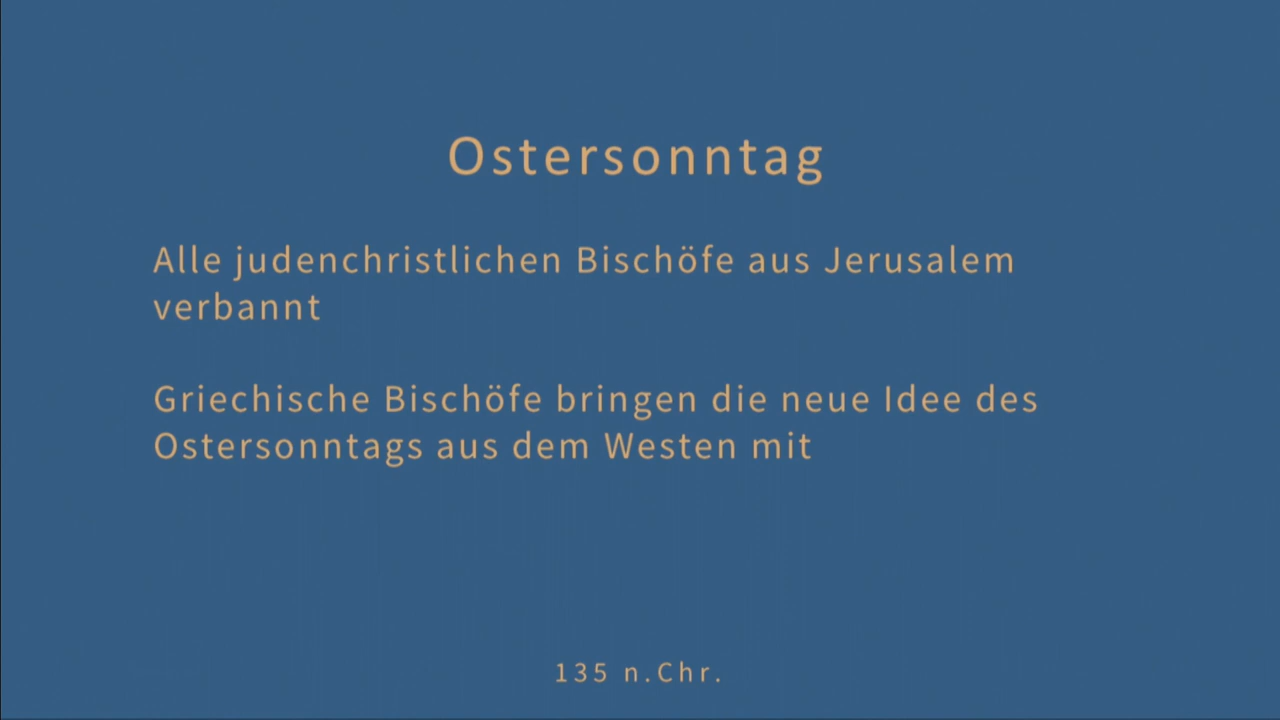 Ostersonntag
Alle judenchristlichen Bischöfe aus Jerusalem
verbannt
Griechische Bischöfe bringen die neue Idee des
Ostersonntags aus dem Westen mit
135 n.Chr.